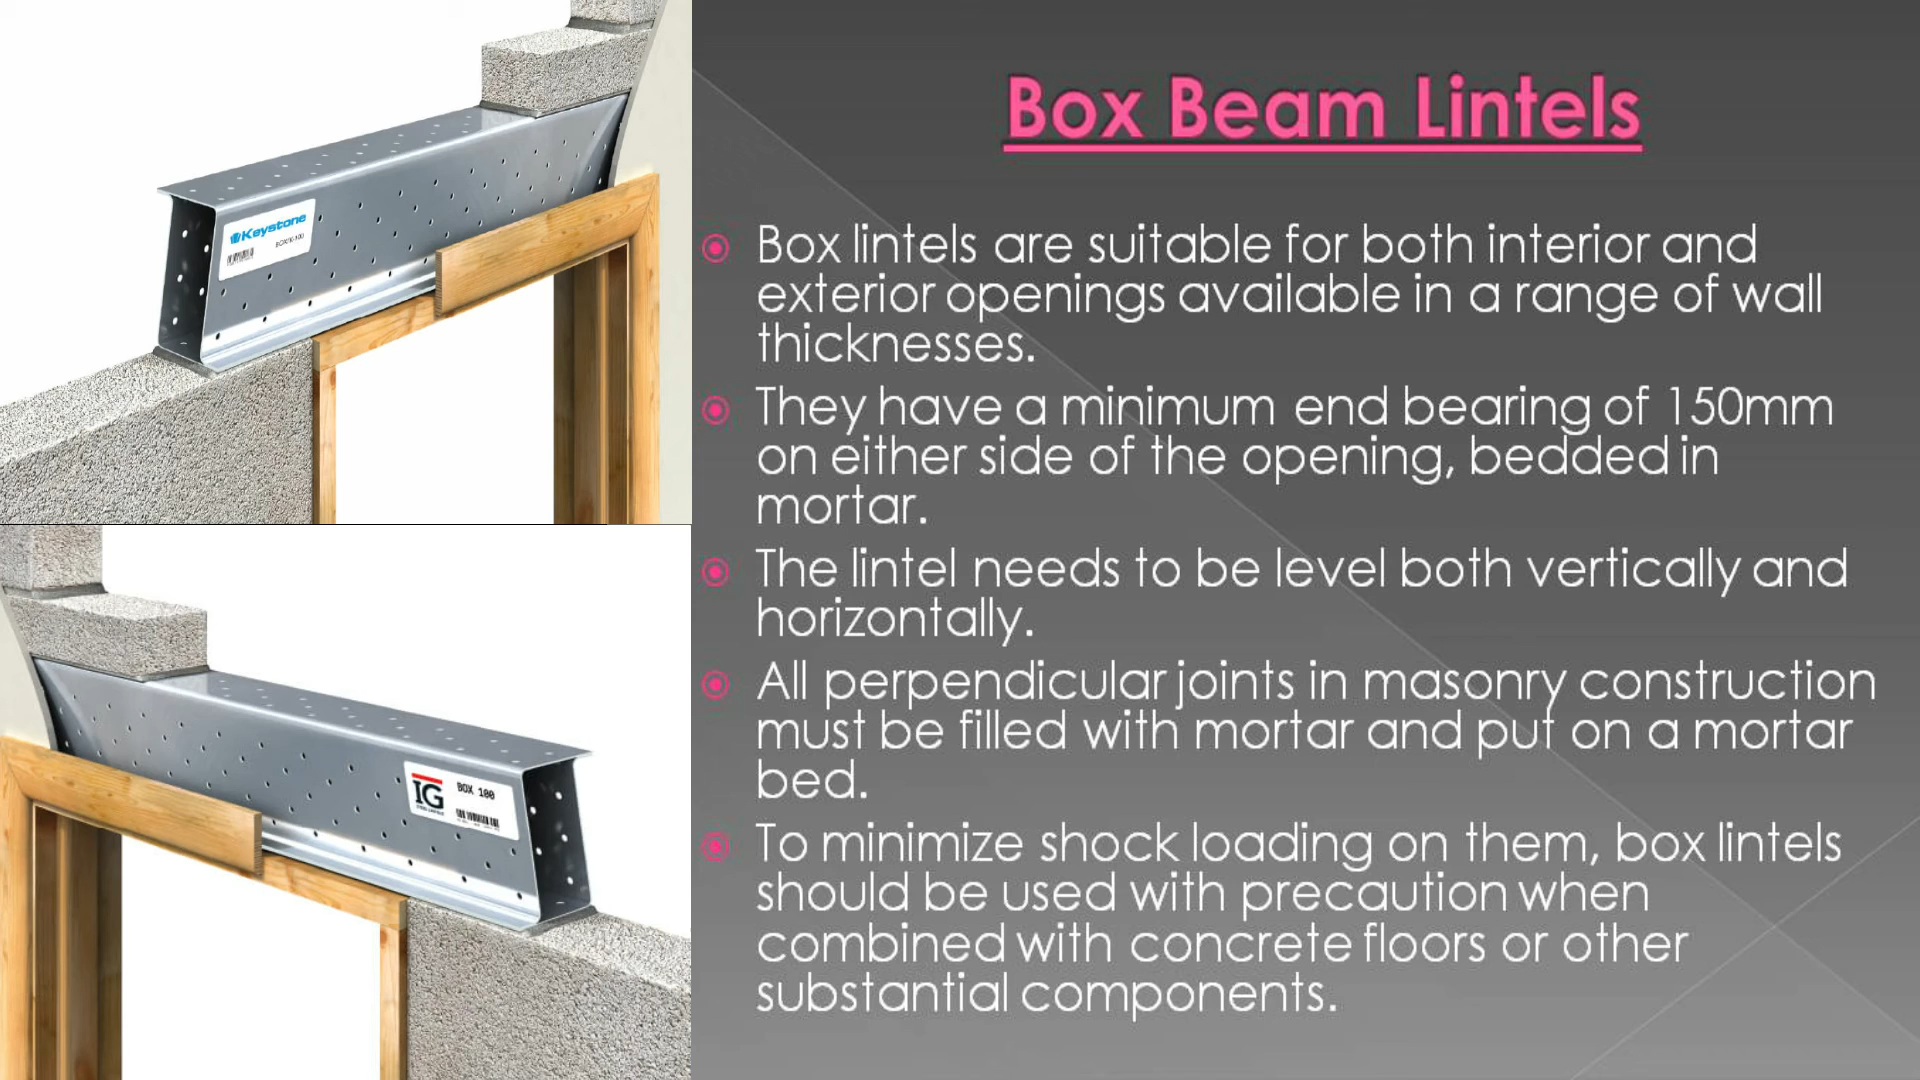 Box Beam Lintels
Keystone
Box lintels are suitable for both interior and
exterior openings available in a range of wall
thicknesses.
They have a minimum end bearing of 150mm
on either side of the opening, bedded in
mortar.
The lintel needs to be level both vertically and
horizontally.
All perpendicular joints in masonry construction
must be filled with mortar and put on a mortar
bed.
To minimize shock loading on them, box lintels
should be used with precaution when
combined with concrete floors or other
substantial components.
IG
BOX 100